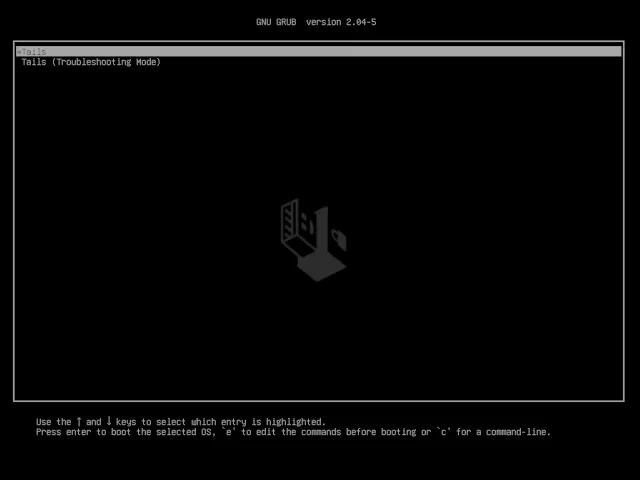 GNU GRUB  version 2.04-5
*Tails
Tails (Troubleshooting Mode)
Use the ↑ and ↓ keys to select which entry is highlighted.
Press enter to boot the selected OS, `e' to edit the commands before booting or `c' for a command-line.